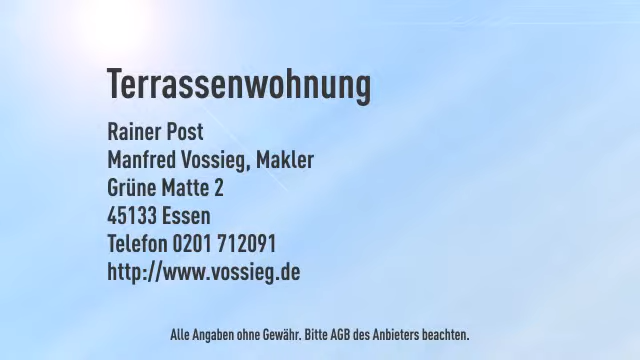 Terrassenwohnung
Rainer Post
Manfred Vossieg, Makler
Grüne Matte 2
45133 Essen
Telefon 0201 712091
http://www.vossieg.de
Alle Angaben ohne Gewähr. Bitte AGB des Anbieters beachten.